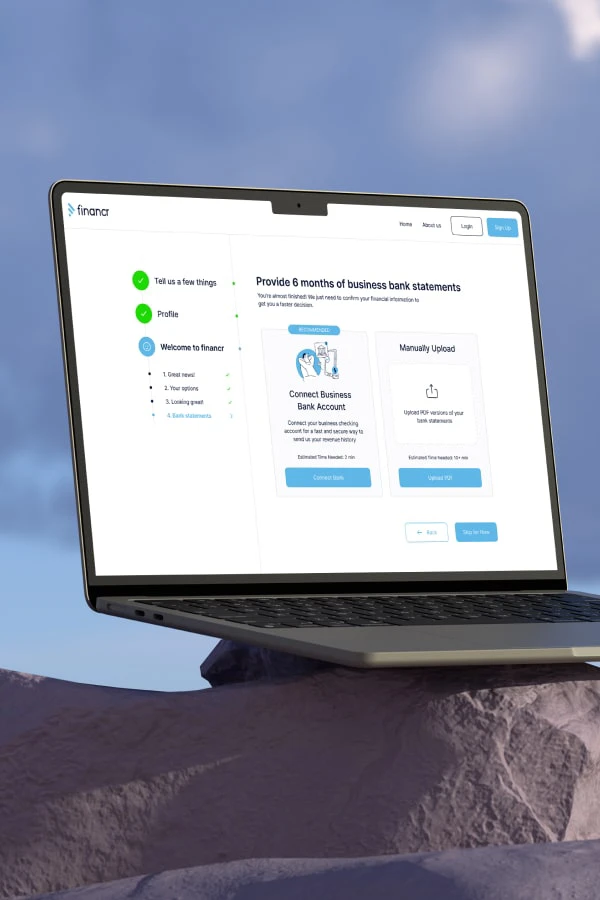 financr
Home
About us
Login
Sign Up
Tell us a few things
Profile
Welcome to financr
1. Great news!
2. Your options
3. Looking great!
4. Bank statements
Provide 6 months of business bank statements
You're almost finished! We just need to confirm your financial information to
get you a faster decision.
RECOMMENDED
Connect Business
Bank Account
Connect your business checking
account for a fast and secure way to
send us your revenue history
Estimated Time Needed: 2 min
Connect Bank
Manually Upload
Upload PDF versions of your
bank statements
Estimated Time Needed: 10+ min
Upload PDF
Back
Skip for Now